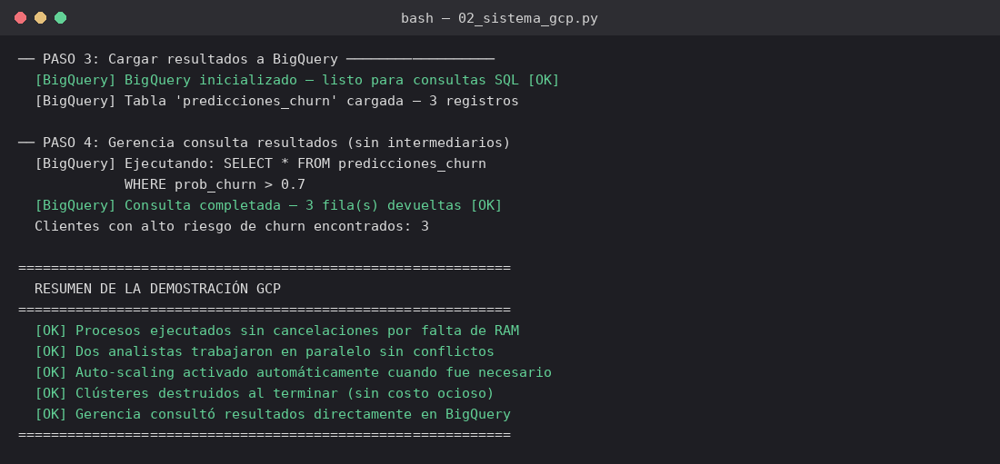 bash — 02_sistema_gcp.py
── PASO 3: Cargar resultados a BigQuery ──────────────────
[BigQuery] BigQuery inicializado — listo para consultas SQL [OK]
[BigQuery] Tabla 'predicciones_churn' cargada — 3 registros
── PASO 4: Gerencia consulta resultados (sin intermediarios)
[BigQuery] Ejecutando: SELECT * FROM predicciones_churn
WHERE prob_churn > 0.7
[BigQuery] Consulta completada — 3 fila(s) devueltas [OK]
Clientes con alto riesgo de churn encontrados: 3
============================================================
RESUMEN DE LA DEMOSTRACIÓN GCP
============================================================
[OK] Procesos ejecutados sin cancelaciones por falta de RAM
[OK] Dos analistas trabajaron en paralelo sin conflictos
[OK] Auto-scaling activado automáticamente cuando fue necesario
[OK] Clústeres destruidos al terminar (sin costo ocioso)
[OK] Gerencia consultó resultados directamente en BigQuery
============================================================